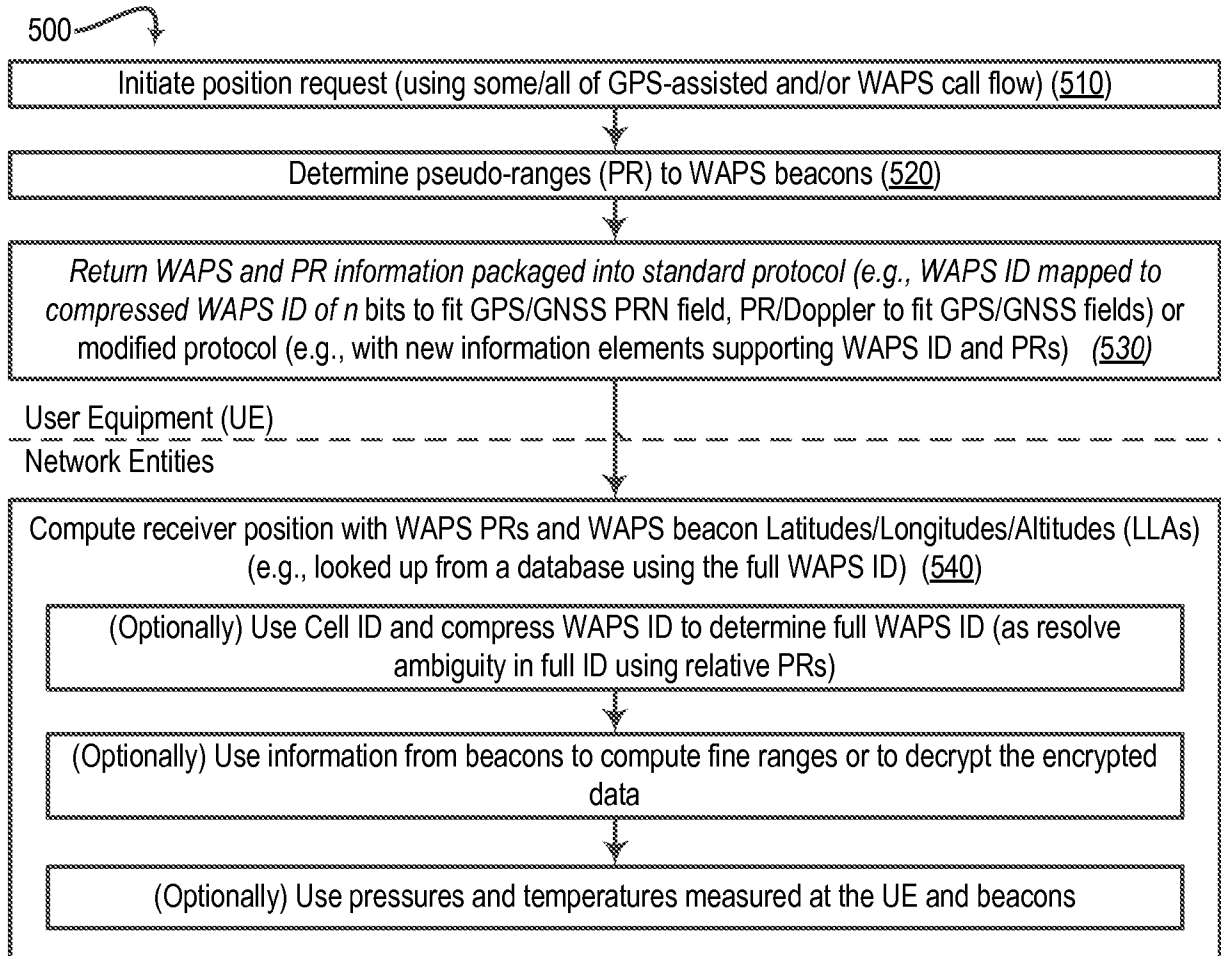 500
Initiate position request (using some/all of GPS-assisted and/or WAPS call flow) (510)
Determine pseudo-ranges (PR) to WAPS beacons (520)
Return WAPS and PR information packaged into standard protocol (e.g., WAPS ID mapped to
compressed WAPS ID of n bits to fit GPS/GNSS PRN field, PR/Doppler to fit GPS/GNSS fields) or
modified protocol (e.g., with new information elements supporting WAPS ID and PRs) (530)
User Equipment (UE)
Network Entities
Compute receiver position with WAPS PRs and WAPS beacon Latitudes/Longitudes/Altitudes (LLAs)
(e.g., looked up from a database using the full WAPS ID) (540)
(Optionally) Use Cell ID and compress WAPS ID to determine full WAPS ID (as resolve
ambiguity in full ID using relative PRs)
(Optionally) Use information from beacons to compute fine ranges or to decrypt the encrypted
data
(Optionally) Use pressures and temperatures measured at the UE and beacons